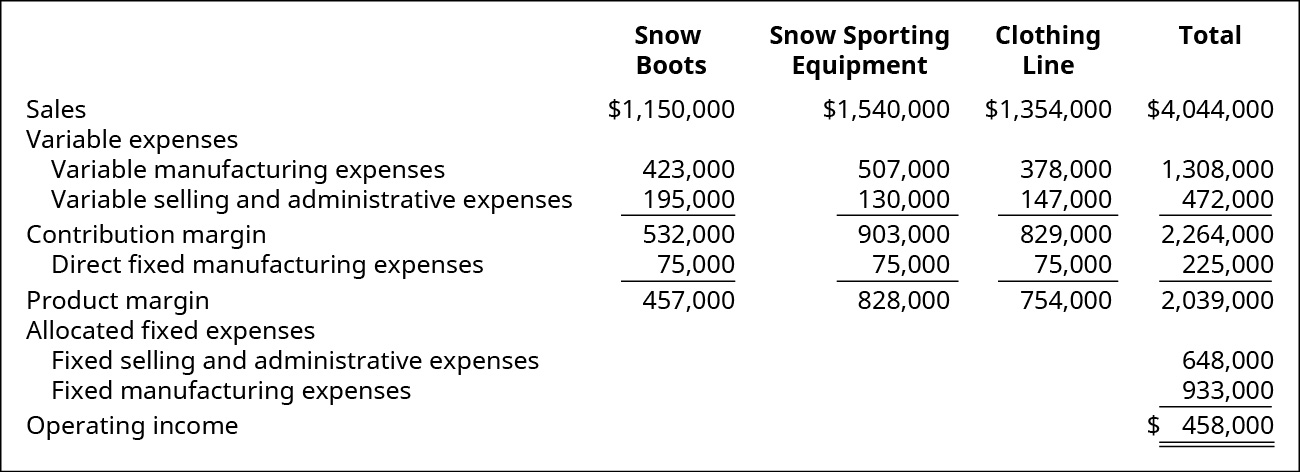 Snow Boots Snow Sporting Equipment Clothing Line Total
Sales $1,150,000 $1,540,000 $1,354,000 $4,044,000
Variable expenses
Variable manufacturing expenses 423,000 507,000 378,000 1,308,000
Variable selling and administrative expenses 195,000 130,000 147,000 472,000
Contribution margin 532,000 903,000 829,000 2,264,000
Direct fixed manufacturing expenses 75,000 75,000 75,000 225,000
Product margin 457,000 828,000 754,000 2,039,000
Allocated fixed expenses
Fixed selling and administrative expenses 648,000
Fixed manufacturing expenses 933,000
Operating income $ 458,000